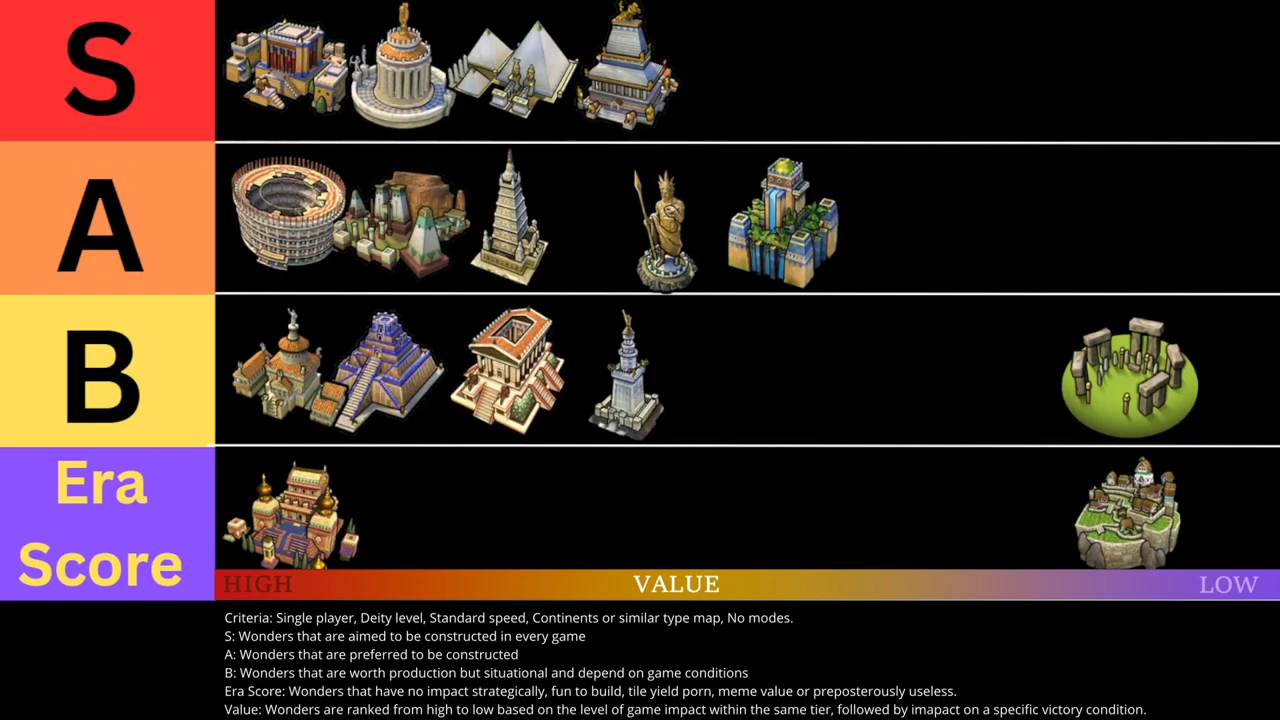 S
A
B
Era
Score
HIGH VALUE LOW
Criteria: Single player, Deity level, Standard speed, Continents or similar type map, No modes.
S: Wonders that are aimed to be constructed in every game
A: Wonders that are preferred to be constructed
B: Wonders that are worth production but situational and depend on game conditions
Era Score: Wonders that have no impact strategically, fun to build, tile yield porn, meme value or preposterously useless.
Value: Wonders are ranked from high to low based on the level of game impact within the same tier, followed by imapact on a specific victory condition.